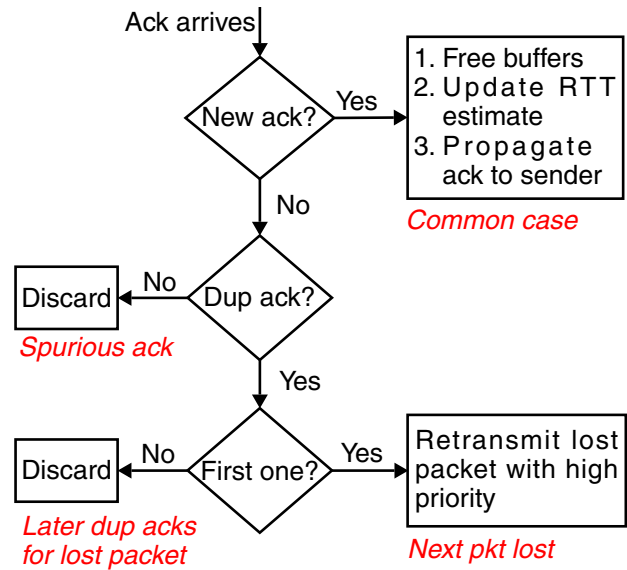 Ack arrives
New ack?
Yes
1. Free buffers
2. Update RTT
estimate
3. Propagate
ack to sender
Common case
No
Dup ack?
No
Discard
Spurious ack
Yes
First one?
No
Discard
Later dup acks
for lost packet
Yes
Retransmit lost
packet with high
priority
Next pkt lost